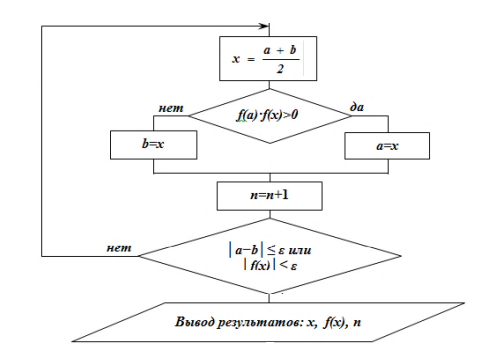 x = a + b / 2
нет
f(a)·f(x)>0
да
b=x
a=x
n=n+1
нет
|a−b| ≤ ε или
|f(x)| < ε
Вывод результатов: x, f(x), n